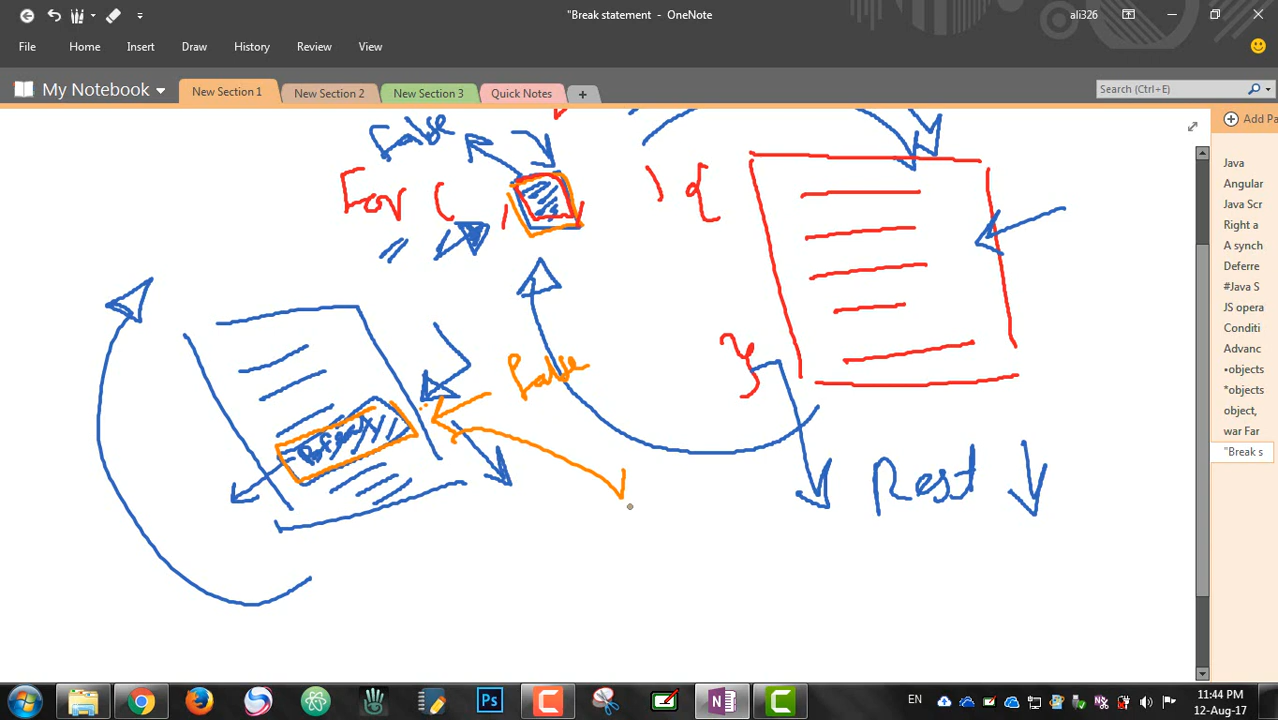 "Break statement - OneNote
ali326
File Home Insert Draw History Review View
My Notebook
New Section 1
New Section 2
New Section 3
Quick Notes
Search (Ctrl+E)
Add Pa
Java
Angular
Java Scr
Right a
A synch
Deferre
#Java S
JS opera
Conditi
Advanc
•objects
*objects
object,
war Far
"Break s
False
For (
) {
}
False
Rest
EN
11:44 PM
12-Aug-17
Ps